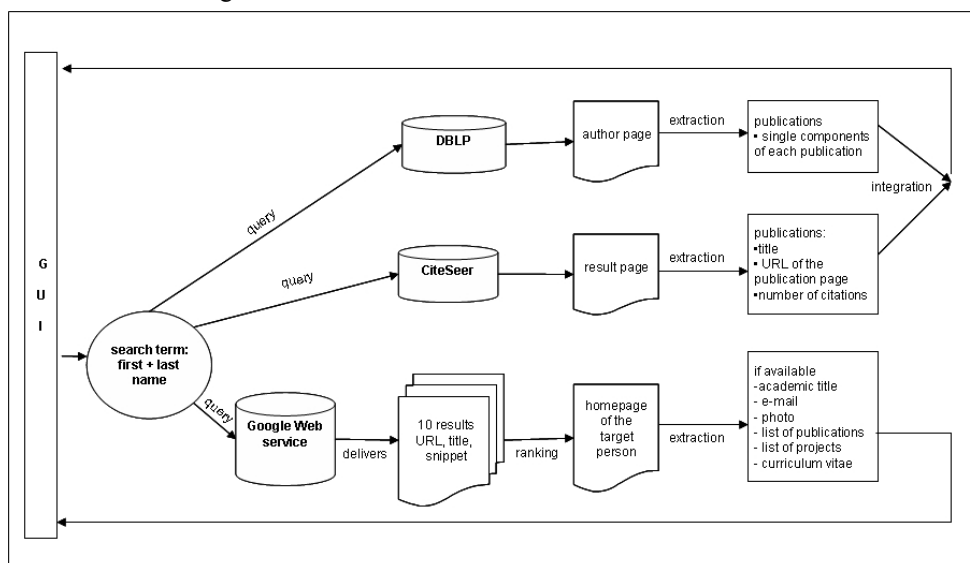 G
U
I
search term:
first + last
name
query
query
query
DBLP
author page
extraction
publications
▪ single components
of each publication
integration
CiteSeer
result page
extraction
publications:
▪title
▪ URL of the
publication page
▪number of citations
Google Web
service
delivers
10 results
URL, title,
snippet
ranking
homepage
of the
target
person
extraction
if available
-academic title
- e-mail
- photo
- list of publications
- list of projects
- curriculum vitae